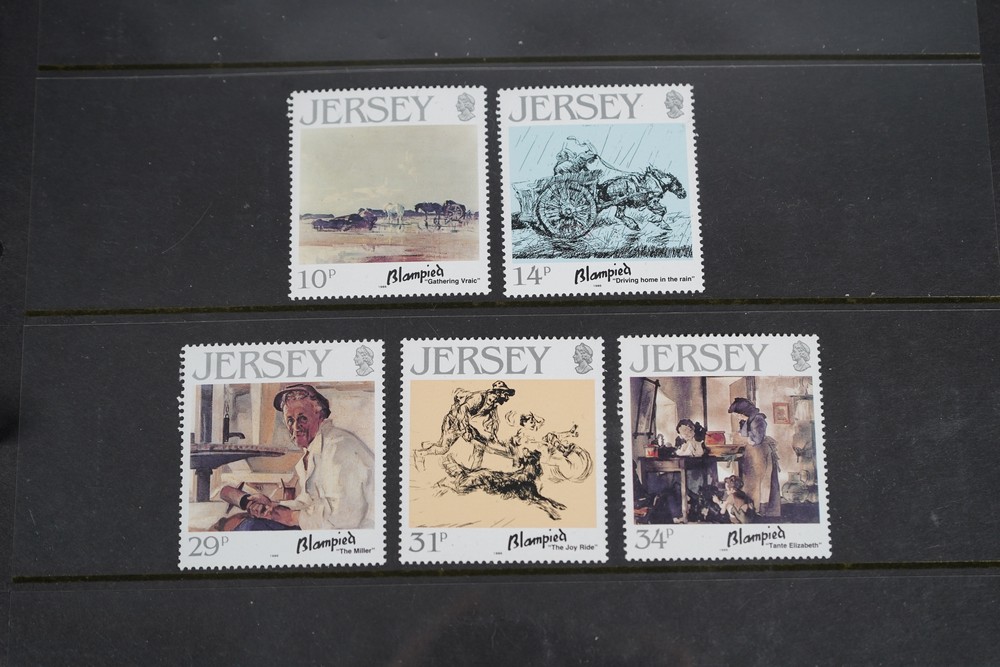 JERSEY
10P
Blampied
"Gathering Vraic"
JERSEY
14P
Blampied
"Driving home in the rain"
JERSEY
29P
Blampied
"The Miller"
JERSEY
31P
Blampied
"The Joy Ride"
JERSEY
34P
Blampied
"Tante Elizabeth"